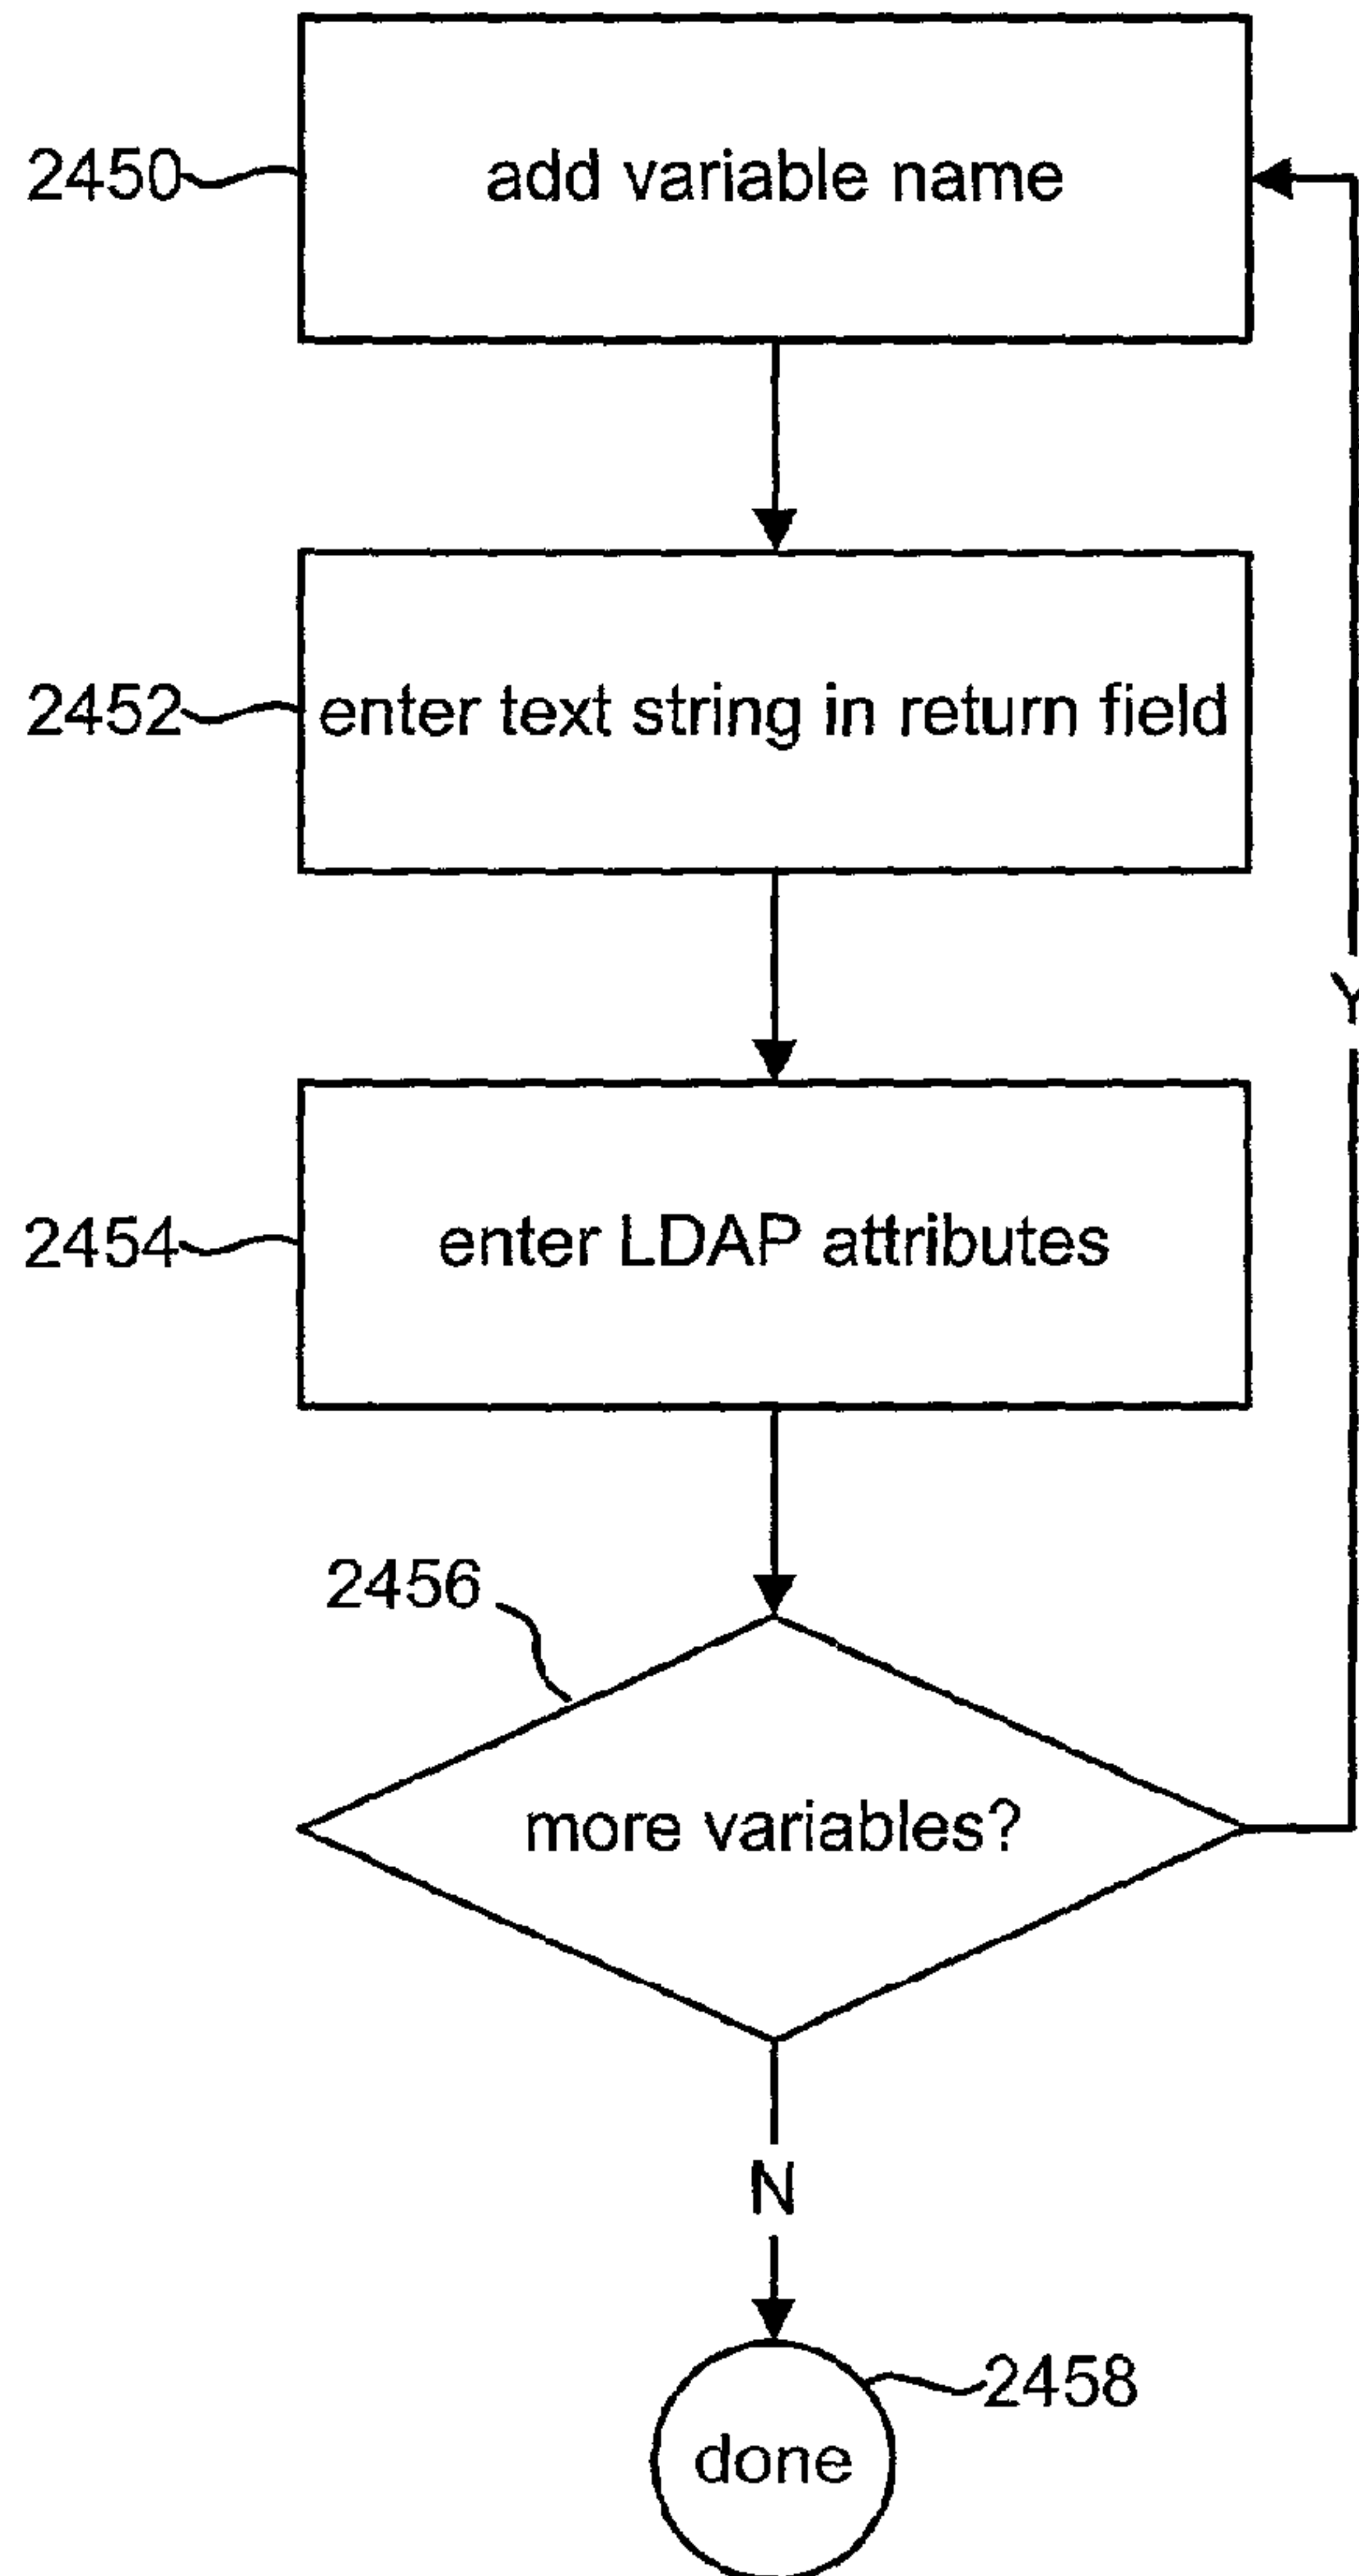 2450
add variable name
2452
enter text string in return field
Y
2454
enter LDAP attributes
2456
more variables?
N
2458
done